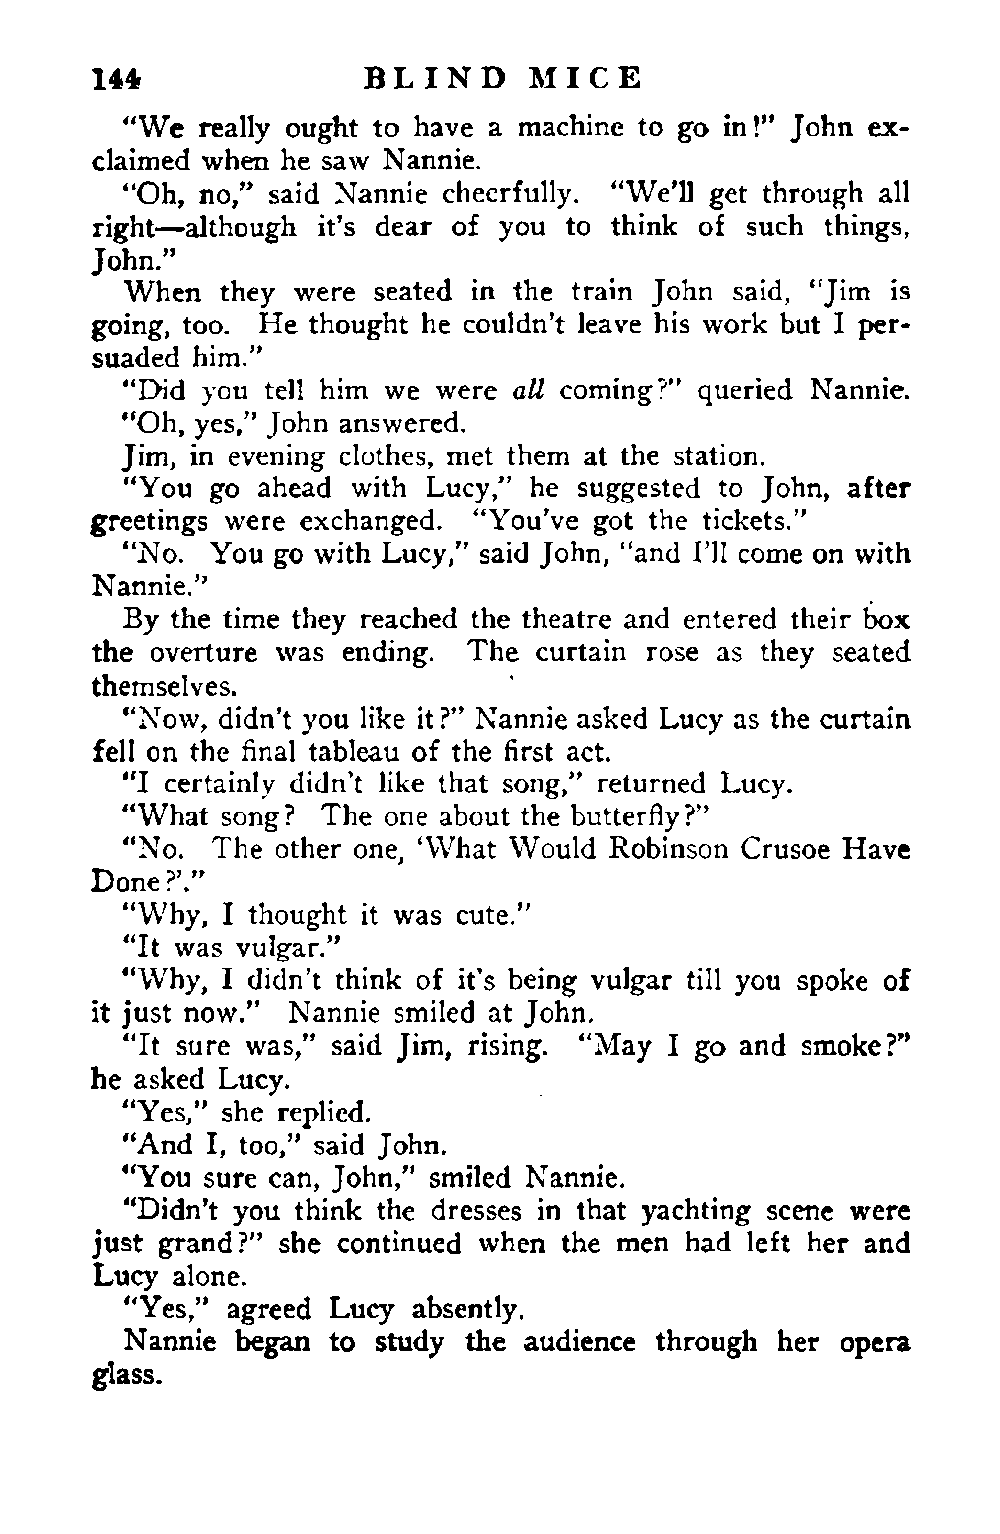 144 BLIND MICE
“We really ought to have a machine to go in!” John ex-
claimed when he saw Nannie.
“Oh, no,” said Nannie cheerfully. “We’ll get through all
right—although it’s dear of you to think of such things,
John.”
When they were seated in the train John said, “Jim is
going, too. He thought he couldn’t leave his work but I per-
suaded him.”
“Did you tell him we were all coming?” queried Nannie.
“Oh, yes,” John answered.
Jim, in evening clothes, met them at the station.
“You go ahead with Lucy,” he suggested to John, after
greetings were exchanged. “You’ve got the tickets.”
“No. You go with Lucy,” said John, “and I’ll come on with
Nannie.”
By the time they reached the theatre and entered their box
the overture was ending. The curtain rose as they seated
themselves.
“Now, didn’t you like it?” Nannie asked Lucy as the curtain
fell on the final tableau of the first act.
“I certainly didn’t like that song,” returned Lucy.
“What song? The one about the butterfly?”
“No. The other one, ‘What Would Robinson Crusoe Have
Done?’.”
“Why, I thought it was cute.”
“It was vulgar.”
“Why, I didn’t think of it’s being vulgar till you spoke of
it just now.” Nannie smiled at John.
“It sure was,” said Jim, rising. “May I go and smoke?”
he asked Lucy.
“Yes,” she replied.
“And I, too,” said John.
“You sure can, John,” smiled Nannie.
“Didn’t you think the dresses in that yachting scene were
just grand?” she continued when the men had left her and
Lucy alone.
“Yes,” agreed Lucy absently.
Nannie began to study the audience through her opera
glass.